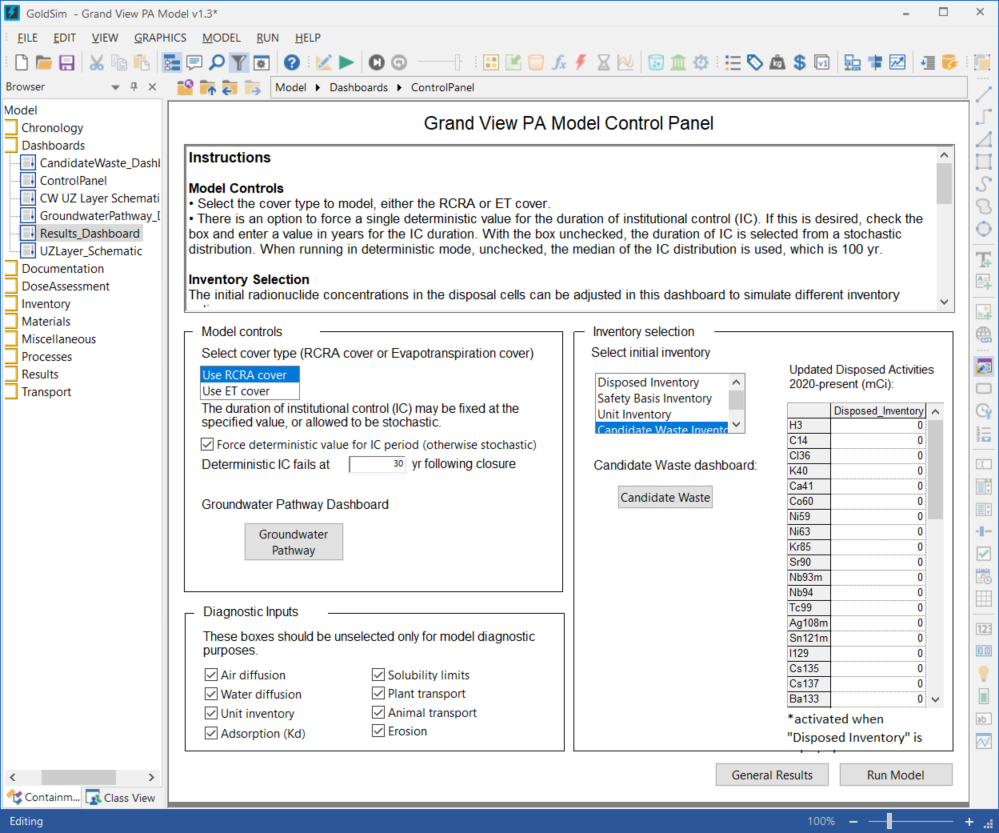 GoldSim - Grand View PA Model v1.3*
FILE EDIT VIEW GRAPHICS MODEL RUN HELP
Browser
Model Dashboards ControlPanel
Model
Chronology
Dashboards
CandidateWaste_Dashl
ControlPanel
CW UZ Layer Schemati
GroundwaterPathway_D
Results_Dashboard
UZLayer_Schematic
Documentation
DoseAssessment
Inventory
Materials
Miscellaneous
Processes
Results
Transport
Containm... Class View
Grand View PA Model Control Panel
Instructions
Model Controls
• Select the cover type to model, either the RCRA or ET cover.
• There is an option to force a single deterministic value for the duration of institutional control (IC). If this is desired, check the
box and enter a value in years for the IC duration. With the box unchecked, the duration of IC is selected from a stochastic
distribution. When running in deterministic mode, unchecked, the median of the IC distribution is used, which is 100 yr.
Inventory Selection
The initial radionuclide concentrations in the disposal cells can be adjusted in this dashboard to simulate different inventory
Model controls
Select cover type (RCRA cover or Evapotranspiration cover)
Use RCRA cover
Use ET cover
The duration of institutional control (IC) may be fixed at the
specified value, or allowed to be stochastic.
Force deterministic value for IC period (otherwise stochastic)
Deterministic IC fails at 30 yr following closure
Groundwater Pathway Dashboard
Groundwater
Pathway
Diagnostic Inputs
These boxes should be unselected only for model diagnostic
purposes.
Air diffusion
Water diffusion
Unit inventory
Adsorption (Kd)
Solubility limits
Plant transport
Animal transport
Erosion
Inventory selection
Select initial inventory
Disposed Inventory
Safety Basis Inventory
Unit Inventory
Candidate Waste Invento
Candidate Waste dashboard:
Candidate Waste
Updated Disposed Activities
2020-present (mCi):
Disposed_Inventory
H3 0
C14 0
Cl36 0
K40 0
Ca41 0
Co60 0
Ni59 0
Ni63 0
Kr85 0
Sr90 0
Nb93m 0
Nb94 0
Tc99 0
Ag108m 0
Sn121m 0
I129 0
Cs135 0
Cs137 0
Ba133 0
*activated when
"Disposed Inventory" is
General Results Run Model
Editing 100%